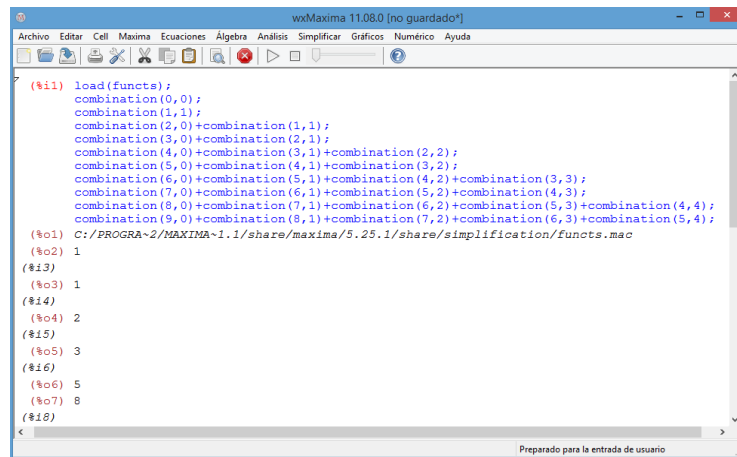 wxMaxima 11.08.0 [no guardado*]
Archivo Editar Cell Maxima Ecuaciones Álgebra Análisis Simplificar Gráficos Numérico Ayuda
(%i1) load(functs);
combination(0,0);
combination(1,1);
combination(2,0)+combination(1,1);
combination(3,0)+combination(2,1);
combination(4,0)+combination(3,1)+combination(2,2);
combination(5,0)+combination(4,1)+combination(3,2);
combination(6,0)+combination(5,1)+combination(4,2)+combination(3,3);
combination(7,0)+combination(6,1)+combination(5,2)+combination(4,3);
combination(8,0)+combination(7,1)+combination(6,2)+combination(5,3)+combination(4,4);
combination(9,0)+combination(8,1)+combination(7,2)+combination(6,3)+combination(5,4);
(%o1) C:/PROGRA~2/MAXIMA~1.1/share/maxima/5.25.1/share/simplification/functs.mac
(%o2) 1
(%i3)
(%o3) 1
(%i4)
(%o4) 2
(%i5)
(%o5) 3
(%i6)
(%o6) 5
(%o7) 8
(%i8)
Preparado para la entrada de usuario